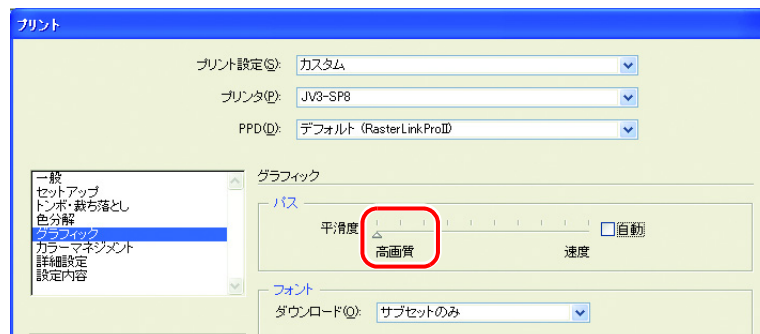 プリント
プリント設定(S): カスタム
プリンタ(P): JV3-SP8
PPD(D): デフォルト (RasterLinkProⅡ)
一般
セットアップ
トンボ・裁ち落とし
色分解
グラフィック
カラーマネジメント
詳細設定
設定内容
グラフィック
パス
平滑度
自動
高画質 速度
フォント
ダウンロード(O): サブセットのみ